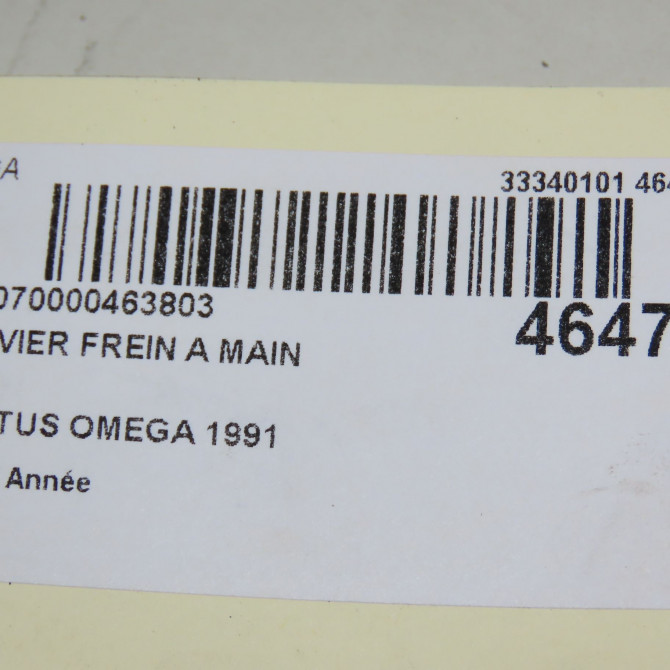 33340101 464
070000463803
4647
VIER FREIN A MAIN
TUS OMEGA 1991
Année